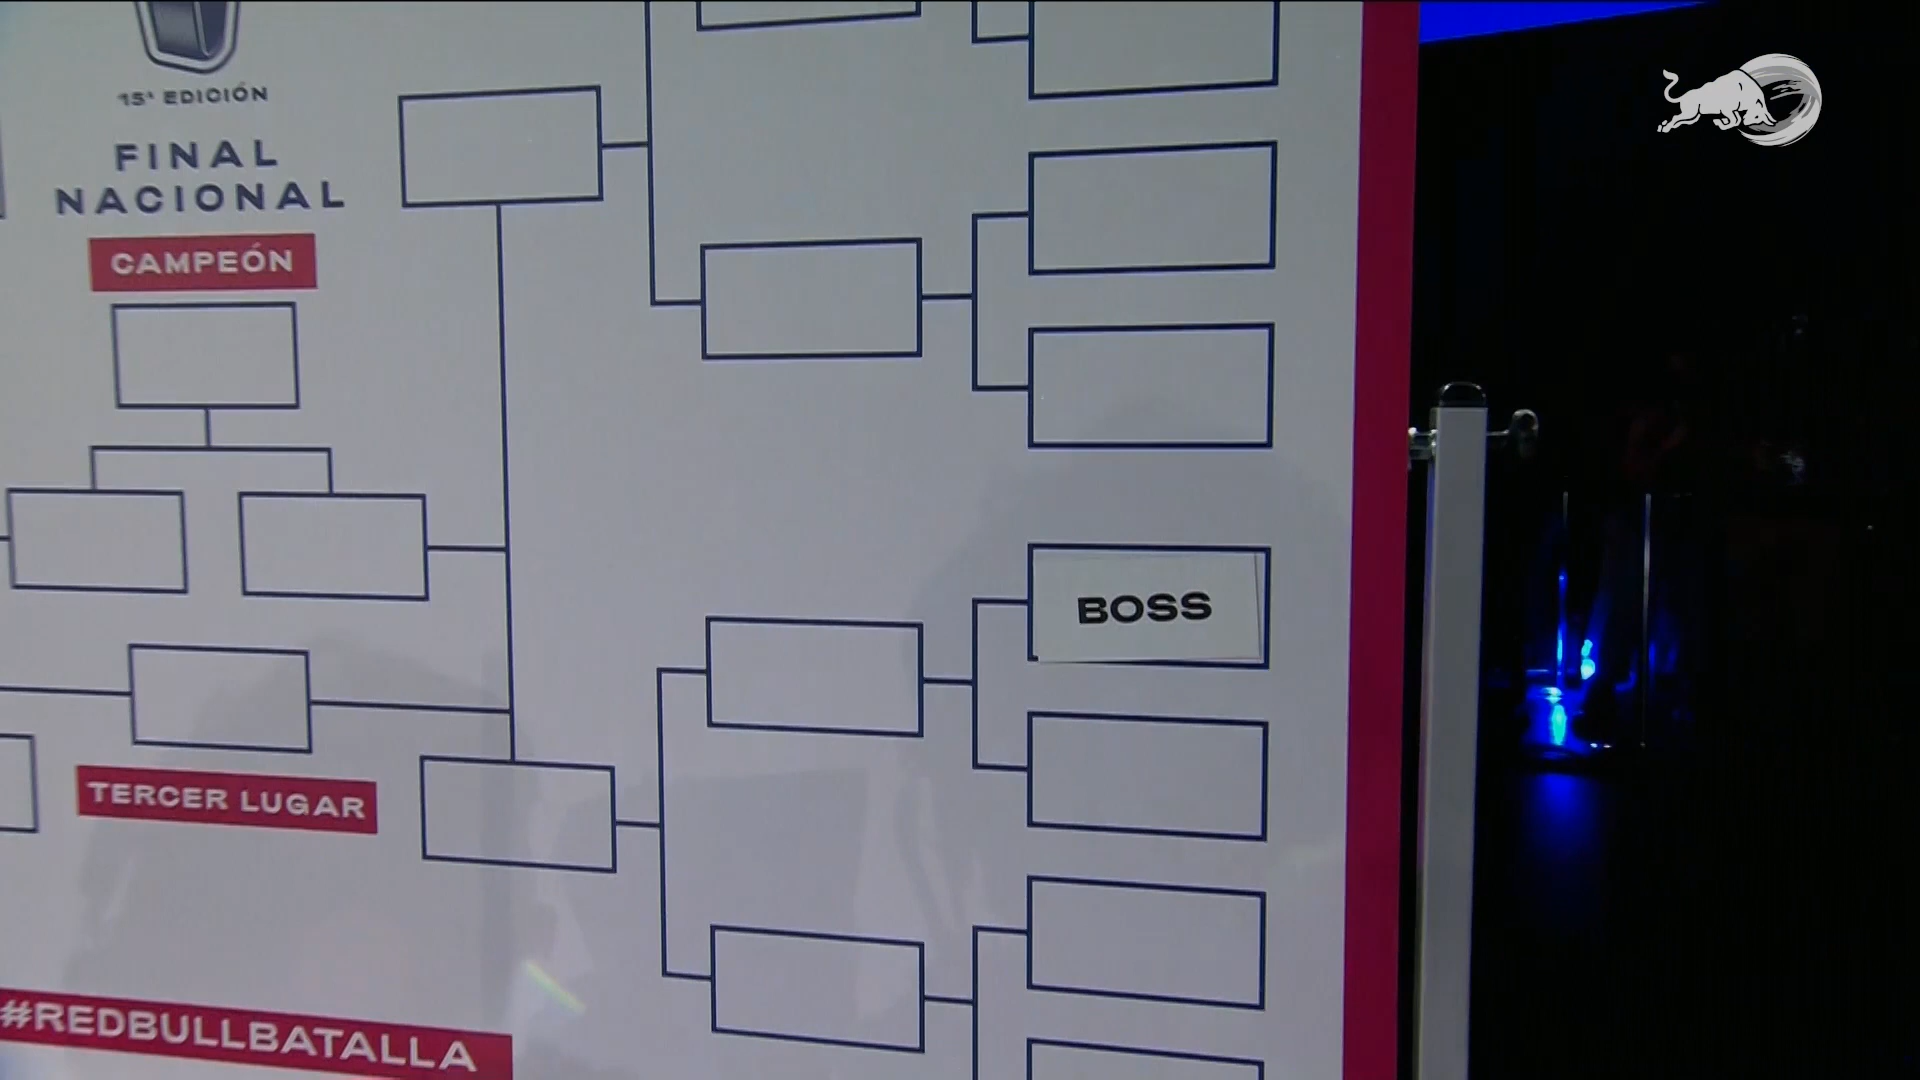 15ª EDICIÓN
FINAL
NACIONAL
CAMPEÓN
BOSS
TERCER LUGAR
#REDBULLBATALLA